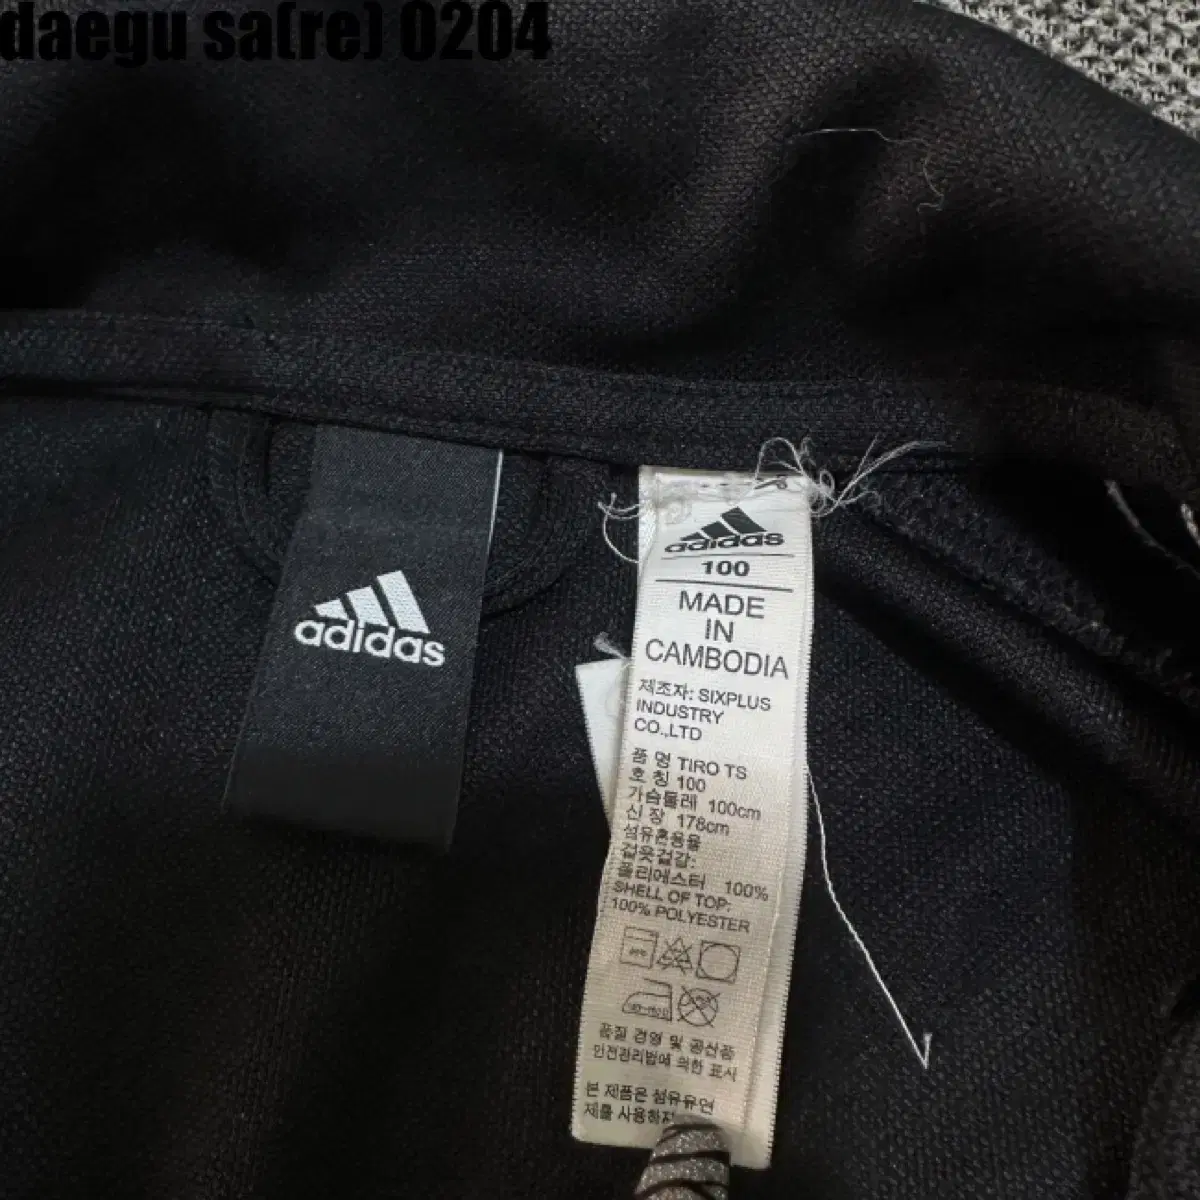 daegu sa(re) 0204
adidas
adidas
100
MADE
IN
CAMBODIA
제조자: SIXPLUS
INDUSTRY
CO.,LTD
품 명 TIRO TS
호 칭 100
가슴둘레 100cm
신 장 178cm
섬유혼용율
겉옷겉감:
폴리에스터 100%
SHELL OF TOP:
100% POLYESTER
품질 경영 및 공산품
안전관리법에 의한 표시
본 제품은 섬유유연
제를 사용하지